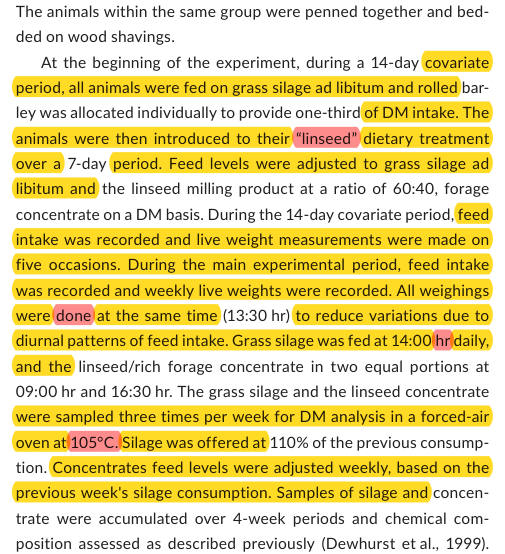 The animals within the same group were penned together and bed-
ded on wood shavings.
At the beginning of the experiment, during a 14-day covariate
period, all animals were fed on grass silage ad libitum and rolled bar-
ley was allocated individually to provide one-third of DM intake. The
animals were then introduced to their “linseed” dietary treatment
over a 7-day period. Feed levels were adjusted to grass silage ad
libitum and the linseed milling product at a ratio of 60:40, forage
concentrate on a DM basis. During the 14-day covariate period, feed
intake was recorded and live weight measurements were made on
five occasions. During the main experimental period, feed intake
was recorded and weekly live weights were recorded. All weighings
were done at the same time (13:30 hr) to reduce variations due to
diurnal patterns of feed intake. Grass silage was fed at 14:00 hr daily,
and the linseed/rich forage concentrate in two equal portions at
09:00 hr and 16:30 hr. The grass silage and the linseed concentrate
were sampled three times per week for DM analysis in a forced-air
oven at 105°C. Silage was offered at 110% of the previous consump-
tion. Concentrates feed levels were adjusted weekly, based on the
previous week's silage consumption. Samples of silage and concen-
trate were accumulated over 4-week periods and chemical com-
position assessed as described previously (Dewhurst et al., 1999).